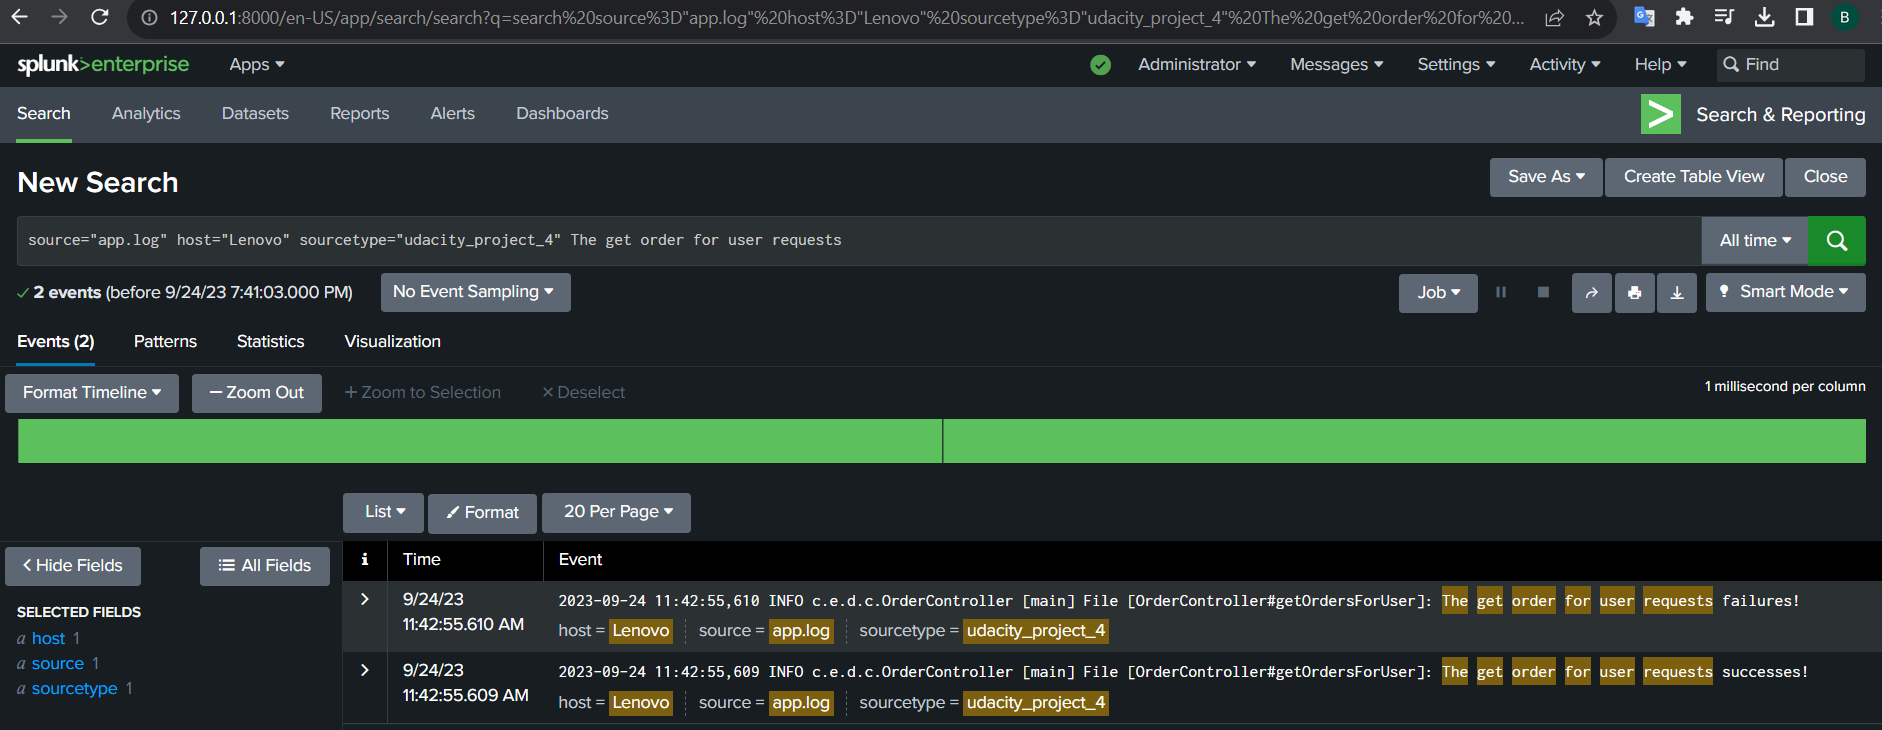 127.0.0.1:8000/en-US/app/search/search?q=search%20source%3D"app.log"%20host%3D"Lenovo"%20sourcetype%3D"udacity_project_4"%20The%20get%20order%20for%20... B
splunk>enterprise Apps Administrator Messages Settings Activity Help Find
Search Analytics Datasets Reports Alerts Dashboards > Search & Reporting
New Search Save As Create Table View Close
source="app.log" host="Lenovo" sourcetype="udacity_project_4" The get order for user requests All time
2 events (before 9/24/23 7:41:03.000 PM) No Event Sampling Job Smart Mode
Events (2) Patterns Statistics Visualization
Format Timeline — Zoom Out + Zoom to Selection × Deselect 1 millisecond per column
List Format 20 Per Page
< Hide Fields All Fields i Time Event
SELECTED FIELDS
a host 1
a source 1
a sourcetype 1
> 9/24/23 2023-09-24 11:42:55,610 INFO c.e.d.c.OrderController [main] File [OrderController#getOrdersForUser]: The get order for user requests failures!
11:42:55.610 AM host = Lenovo source = app.log sourcetype = udacity_project_4
> 9/24/23 2023-09-24 11:42:55,609 INFO c.e.d.c.OrderController [main] File [OrderController#getOrdersForUser]: The get order for user requests successes!
11:42:55.609 AM host = Lenovo source = app.log sourcetype = udacity_project_4